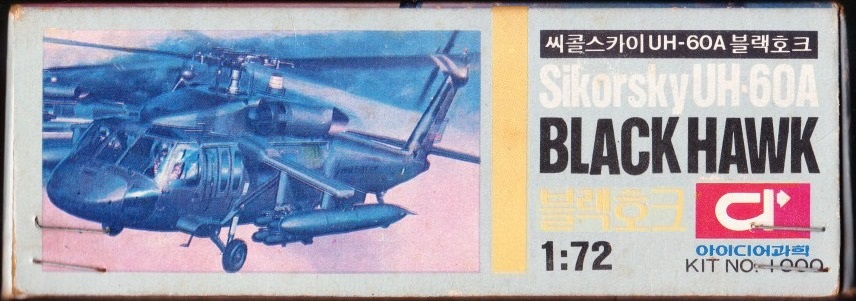 씨콜스카이 UH-60A 블랙호크
Sikorsky UH-60A
BLACK HAWK
블랙호크
1:72
아이디어과학
KIT NO. 1000